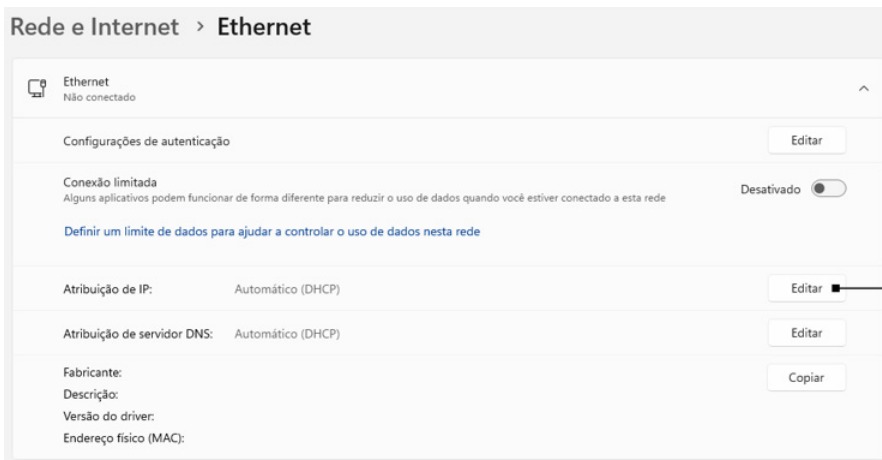 Rede e Internet > Ethernet
Ethernet
Não conectado
Configurações de autenticação Editar
Conexão limitada
Alguns aplicativos podem funcionar de forma diferente para reduzir o uso de dados quando você estiver conectado a esta rede Desativado
Definir um limite de dados para ajudar a controlar o uso de dados nesta rede
Atribuição de IP: Automático (DHCP) Editar
Atribuição de servidor DNS: Automático (DHCP) Editar
Fabricante: Copiar
Descrição:
Versão do driver:
Endereço físico (MAC):